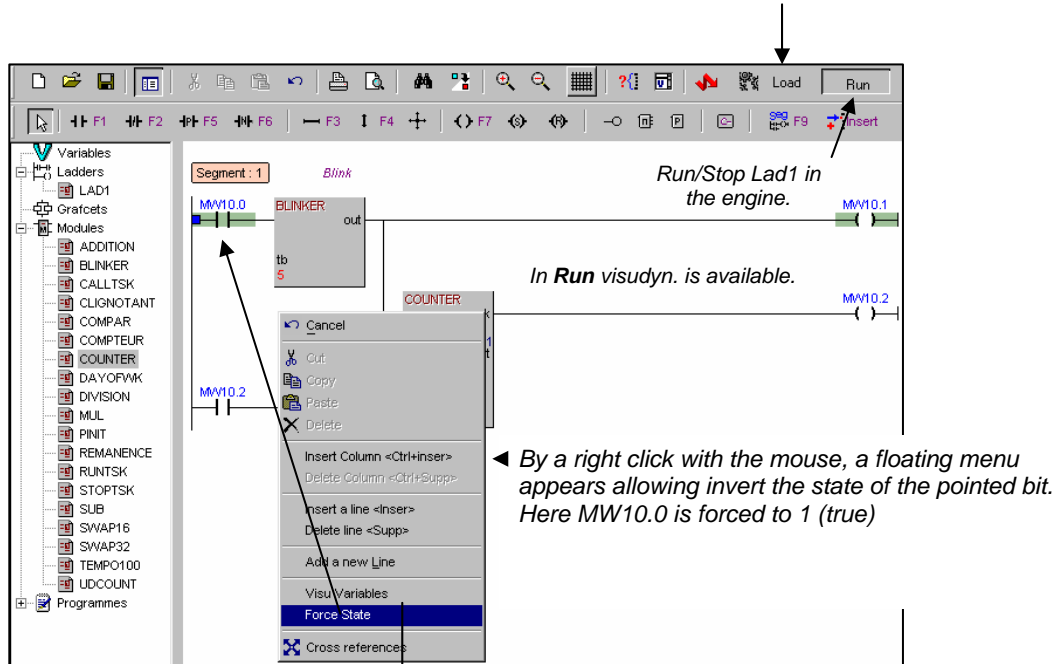 Load Run
F1 F2 F5 F6 F3 F4 F7 F9 Insert
Variables
Ladders
LAD1
Grafcets
Modules
ADDITION
BLINKER
CALLTSK
CLIGNOTANT
COMPAR
COMPTEUR
COUNTER
DAYOFWK
DIVISION
MUL
PINIT
REMANENCE
RUNTSK
STOPTSK
SUB
SWAP16
SWAP32
TEMPO100
UDCOUNT
Programmes
Segment : 1 Blink
Run/Stop Lad1 in
the engine.
MW10.0 BLINKER MW10.1
out
tb
5
In Run visudyn. is available.
COUNTER MW10.2
k
1
t
MW10.2
Cancel
Cut
Copy
Paste
Delete
Insert Column <Ctrl+inser>
Delete Column <Ctrl+Supp>
Insert a line <Inser>
Delete line <Supp>
Add a new Line
Visu Variables
Force State
Cross references
◄ By a right click with the mouse, a floating menu
appears allowing invert the state of the pointed bit.
Here MW10.0 is forced to 1 (true)